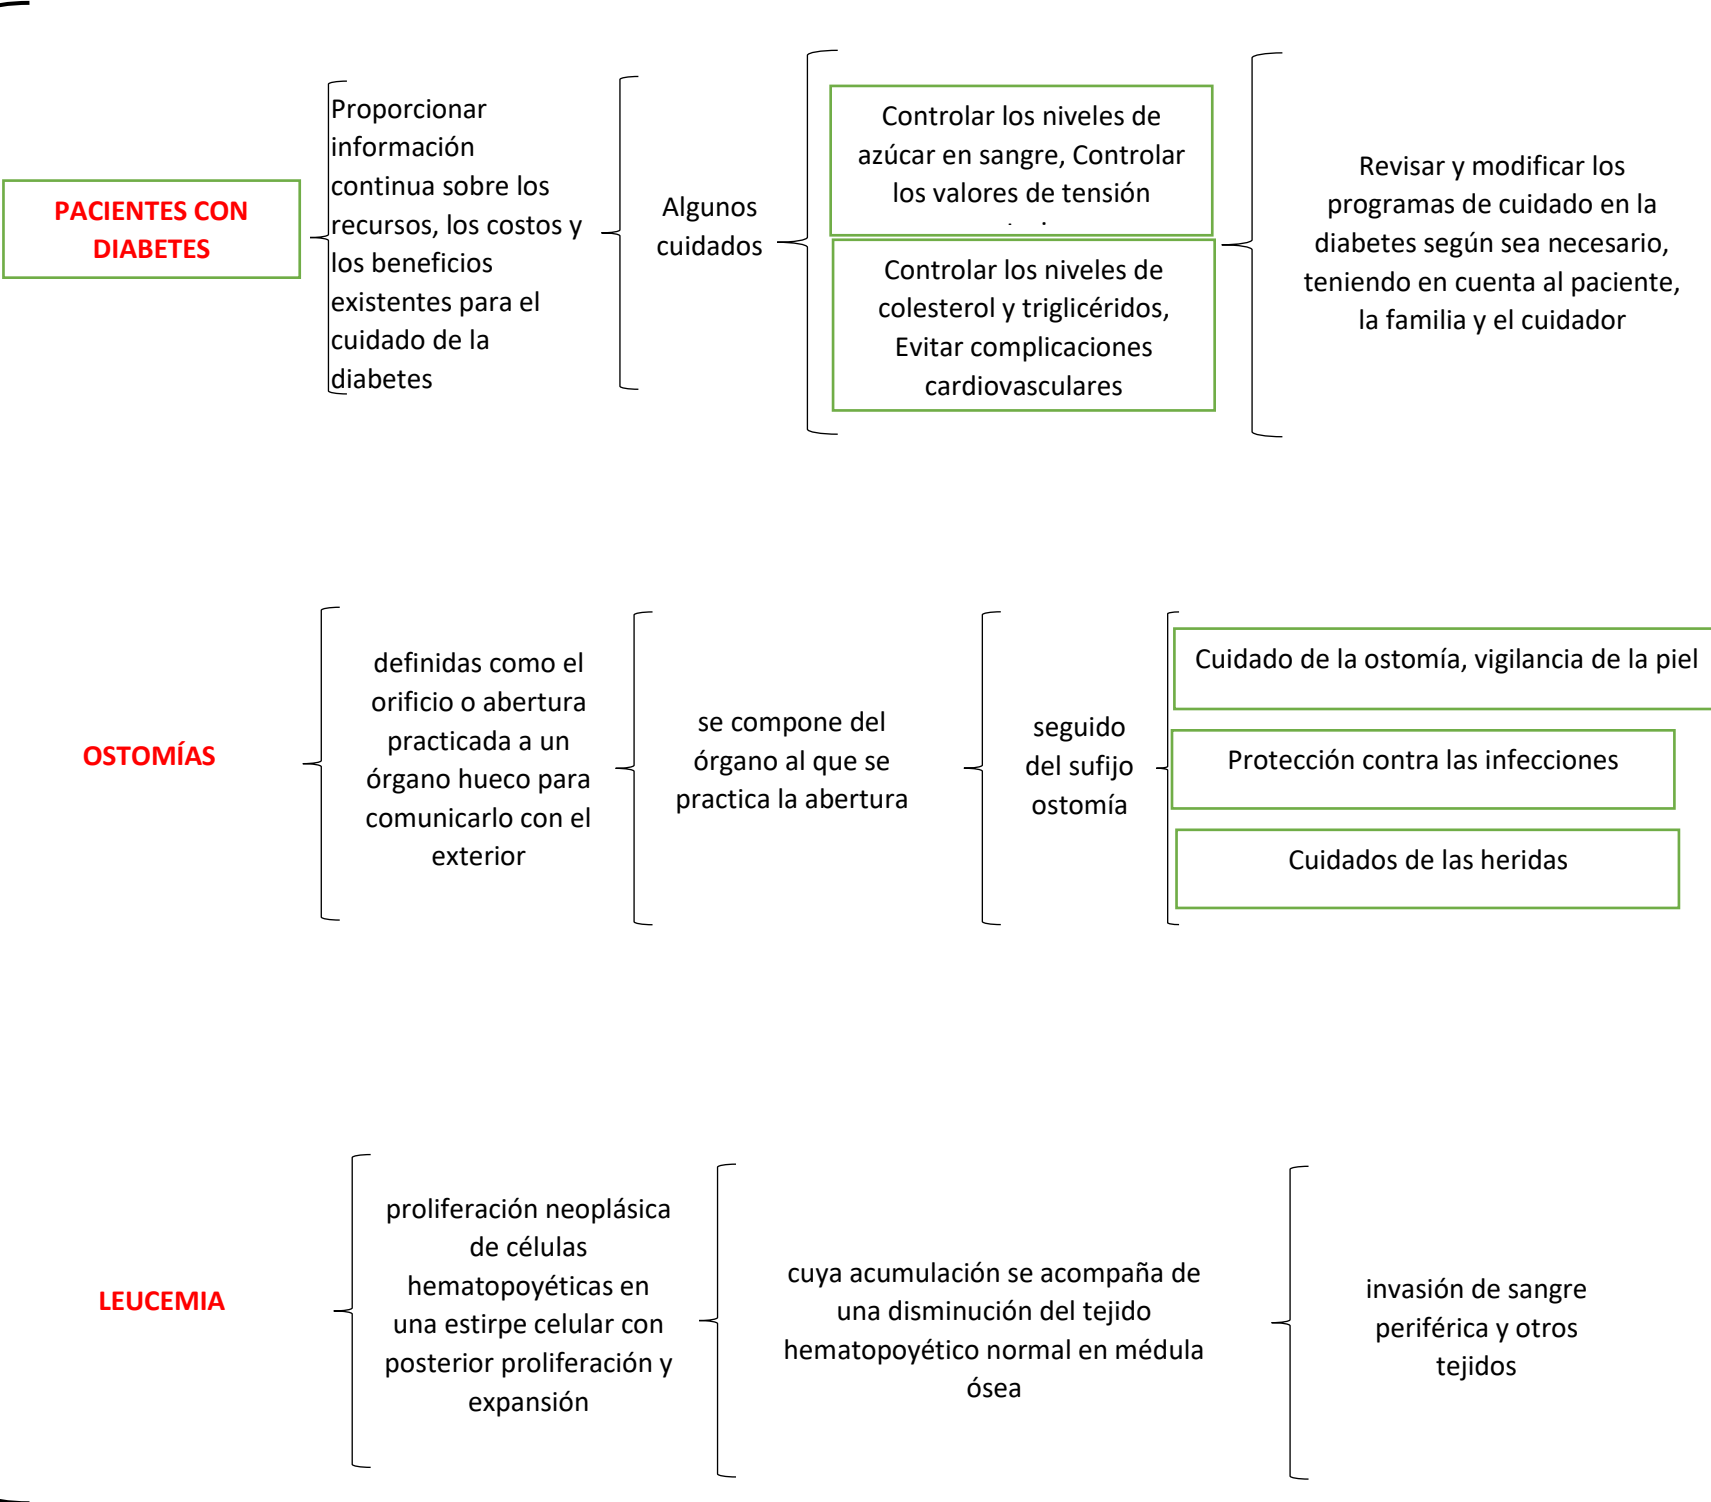 PACIENTES CON
DIABETES
Proporcionar
información
continua sobre los
recursos, los costos y
los beneficios
existentes para el
cuidado de la
diabetes
Algunos
cuidados
Controlar los niveles de
azúcar en sangre, Controlar
los valores de tensión
Controlar los niveles de
colesterol y triglicéridos,
Evitar complicaciones
cardiovasculares
Revisar y modificar los
programas de cuidado en la
diabetes según sea necesario,
teniendo en cuenta al paciente,
la familia y el cuidador
OSTOMÍAS
definidas como el
orificio o abertura
practicada a un
órgano hueco para
comunicarlo con el
exterior
se compone del
órgano al que se
practica la abertura
seguido
del sufijo
ostomía
Cuidado de la ostomía, vigilancia de la piel
Protección contra las infecciones
Cuidados de las heridas
LEUCEMIA
proliferación neoplásica
de células
hematopoyéticas en
una estirpe celular con
posterior proliferación y
expansión
cuya acumulación se acompaña de
una disminución del tejido
hematopoyético normal en médula
ósea
invasión de sangre
periférica y otros
tejidos